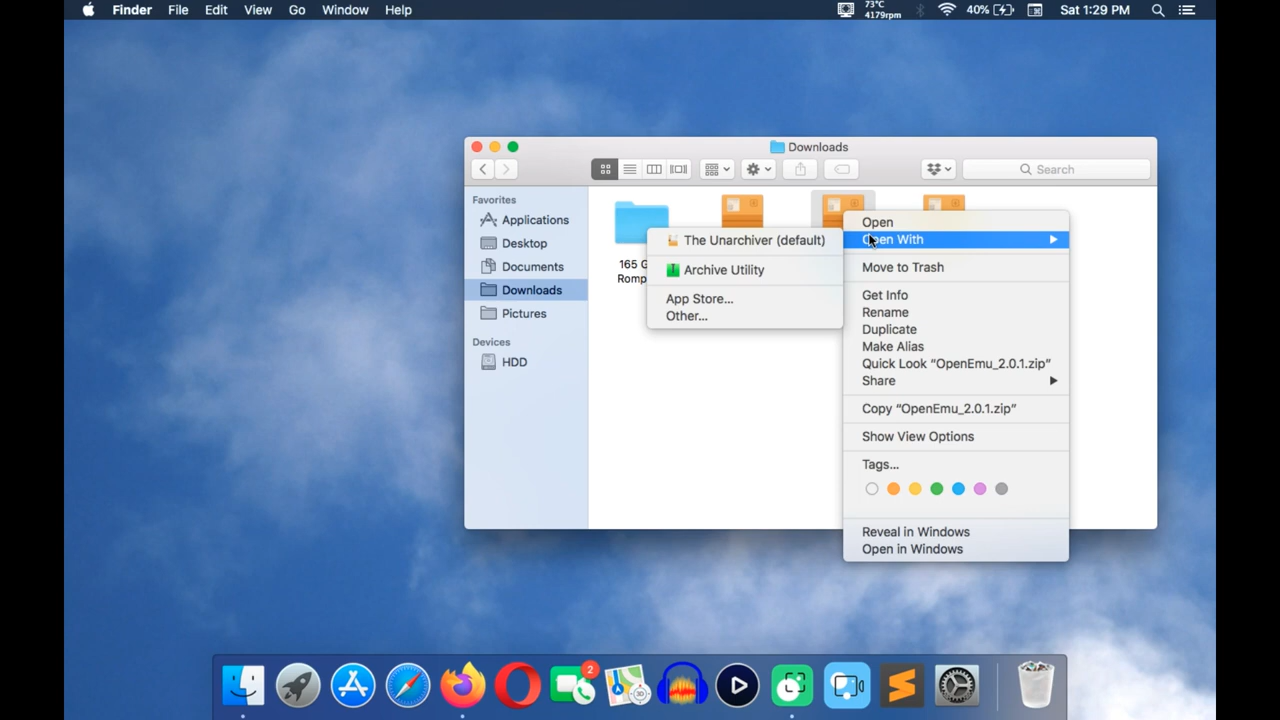 Finder File Edit View Go Window Help
73°C
4179rpm
40%
Sat 1:29 PM
Downloads
Search
Favorites
Applications
Desktop
Documents
Downloads
Pictures
Devices
HDD
165 G
Romp
The Unarchiver (default)
Archive Utility
App Store...
Other...
Open
Open With
Move to Trash
Get Info
Rename
Duplicate
Make Alias
Quick Look “OpenEmu_2.0.1.zip”
Share
Copy “OpenEmu_2.0.1.zip”
Show View Options
Tags...
Reveal in Windows
Open in Windows
2